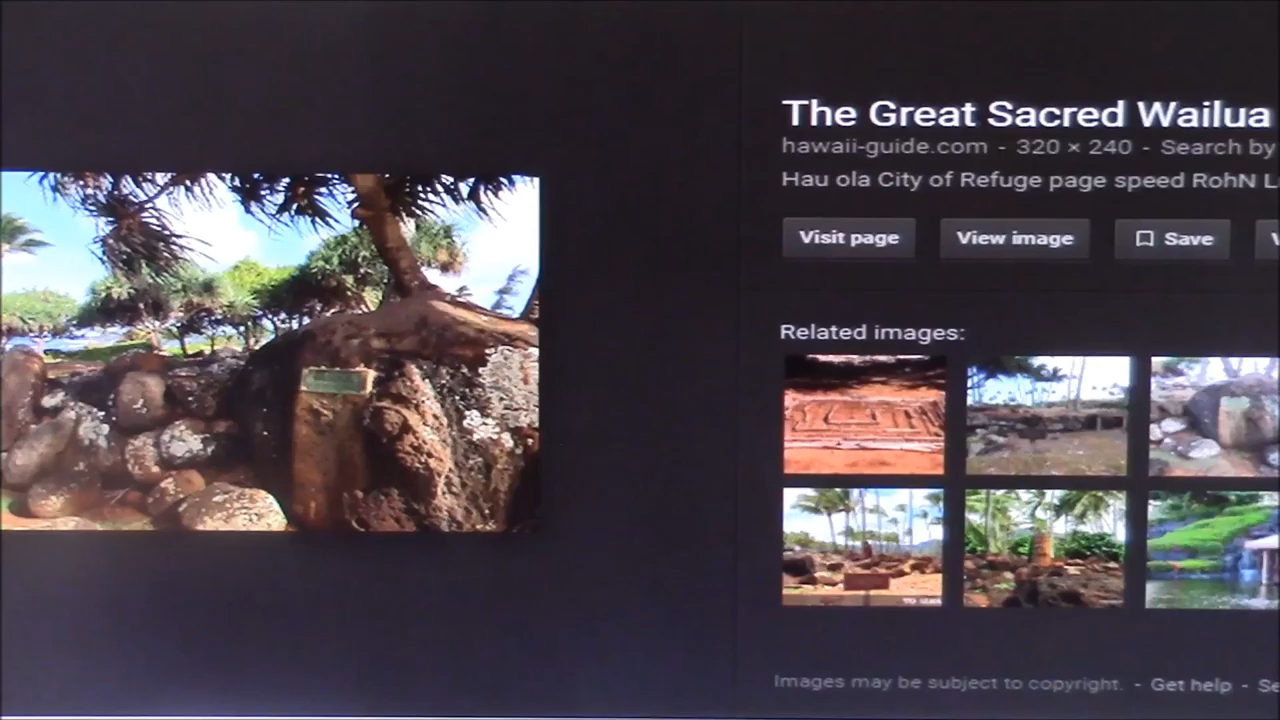 The Great Sacred Wailua
hawaii-guide.com - 320 × 240 - Search by
Hau ola City of Refuge page speed RohN
Visit page
View image
Save
Related images:
Images may be subject to copyright. - Get help -